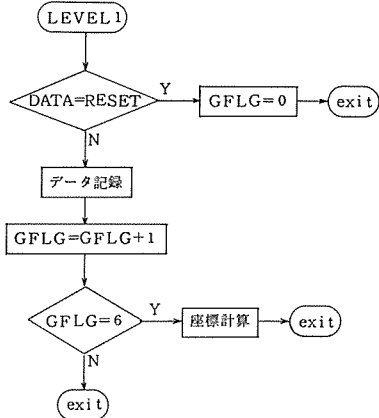 LEVEL1
DATA=RESET
Y
GFLG=0
exit
N
データ記録
GFLG=GFLG+1
GFLG=6
Y
座標計算
exit
N
exit